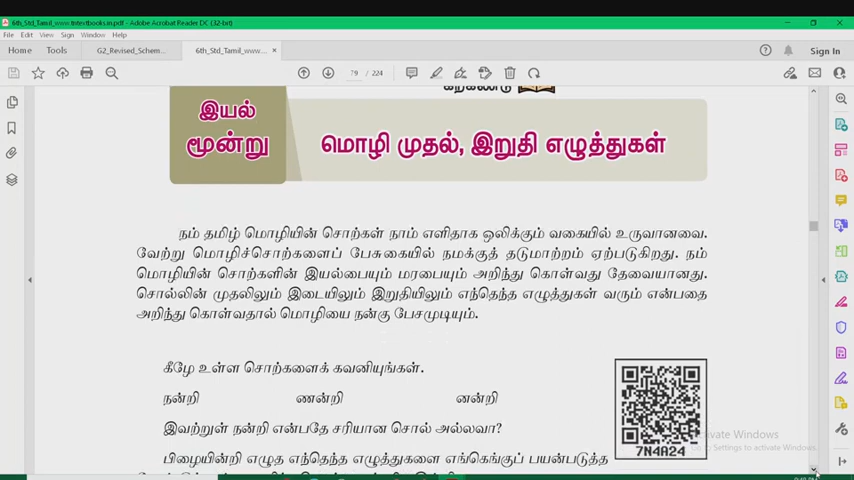 6th_Std_Tamil_www.tntextbooks.in.pdf - Adobe Acrobat Reader DC (32-bit)
File Edit View Sign Window Help
Home Tools G2_Revised_Schem... 6th_Std_Tamil_www... × Sign In
79 / 224
கற்கண்டு
இயல்
மூன்று
மொழி முதல், இறுதி எழுத்துகள்
நம் தமிழ் மொழியின் சொற்கள் நாம் எளிதாக ஒலிக்கும் வகையில் உருவானவை.
வேற்று மொழிச்சொற்களைப் பேசுகையில் நமக்குத் தடுமாற்றம் ஏற்படுகிறது. நம்
மொழியின் சொற்களின் இயல்பையும் மரபையும் அறிந்து கொள்வது தேவையானது.
சொல்லின் முதலிலும் இடையிலும் இறுதியிலும் எந்தெந்த எழுத்துகள் வரும் என்பதை
அறிந்து கொள்வதால் மொழியை நன்கு பேசமுடியும்.
கீழே உள்ள சொற்களைக் கவனியுங்கள்.
நன்றி ணன்றி னன்றி
இவற்றுள் நன்றி என்பதே சரியான சொல் அல்லவா?
பிழையின்றி எழுத எந்தெந்த எழுத்துகளை எங்கெங்குப் பயன்படுத்த
7N4A24
Activate Windows
Go to Settings to activate Windows.